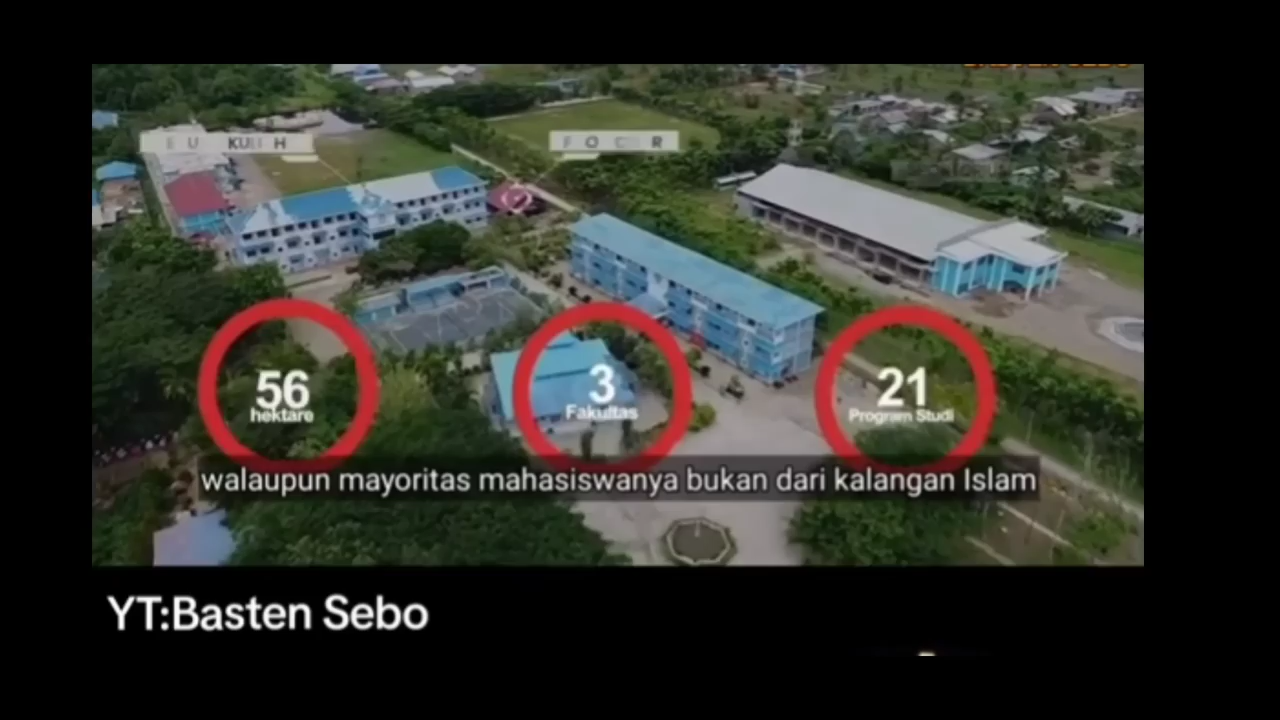 56
hektare
3
Fakultas
21
Program Studi
walaupun mayoritas mahasiswanya bukan dari kalangan Islam
YT:Basten Sebo